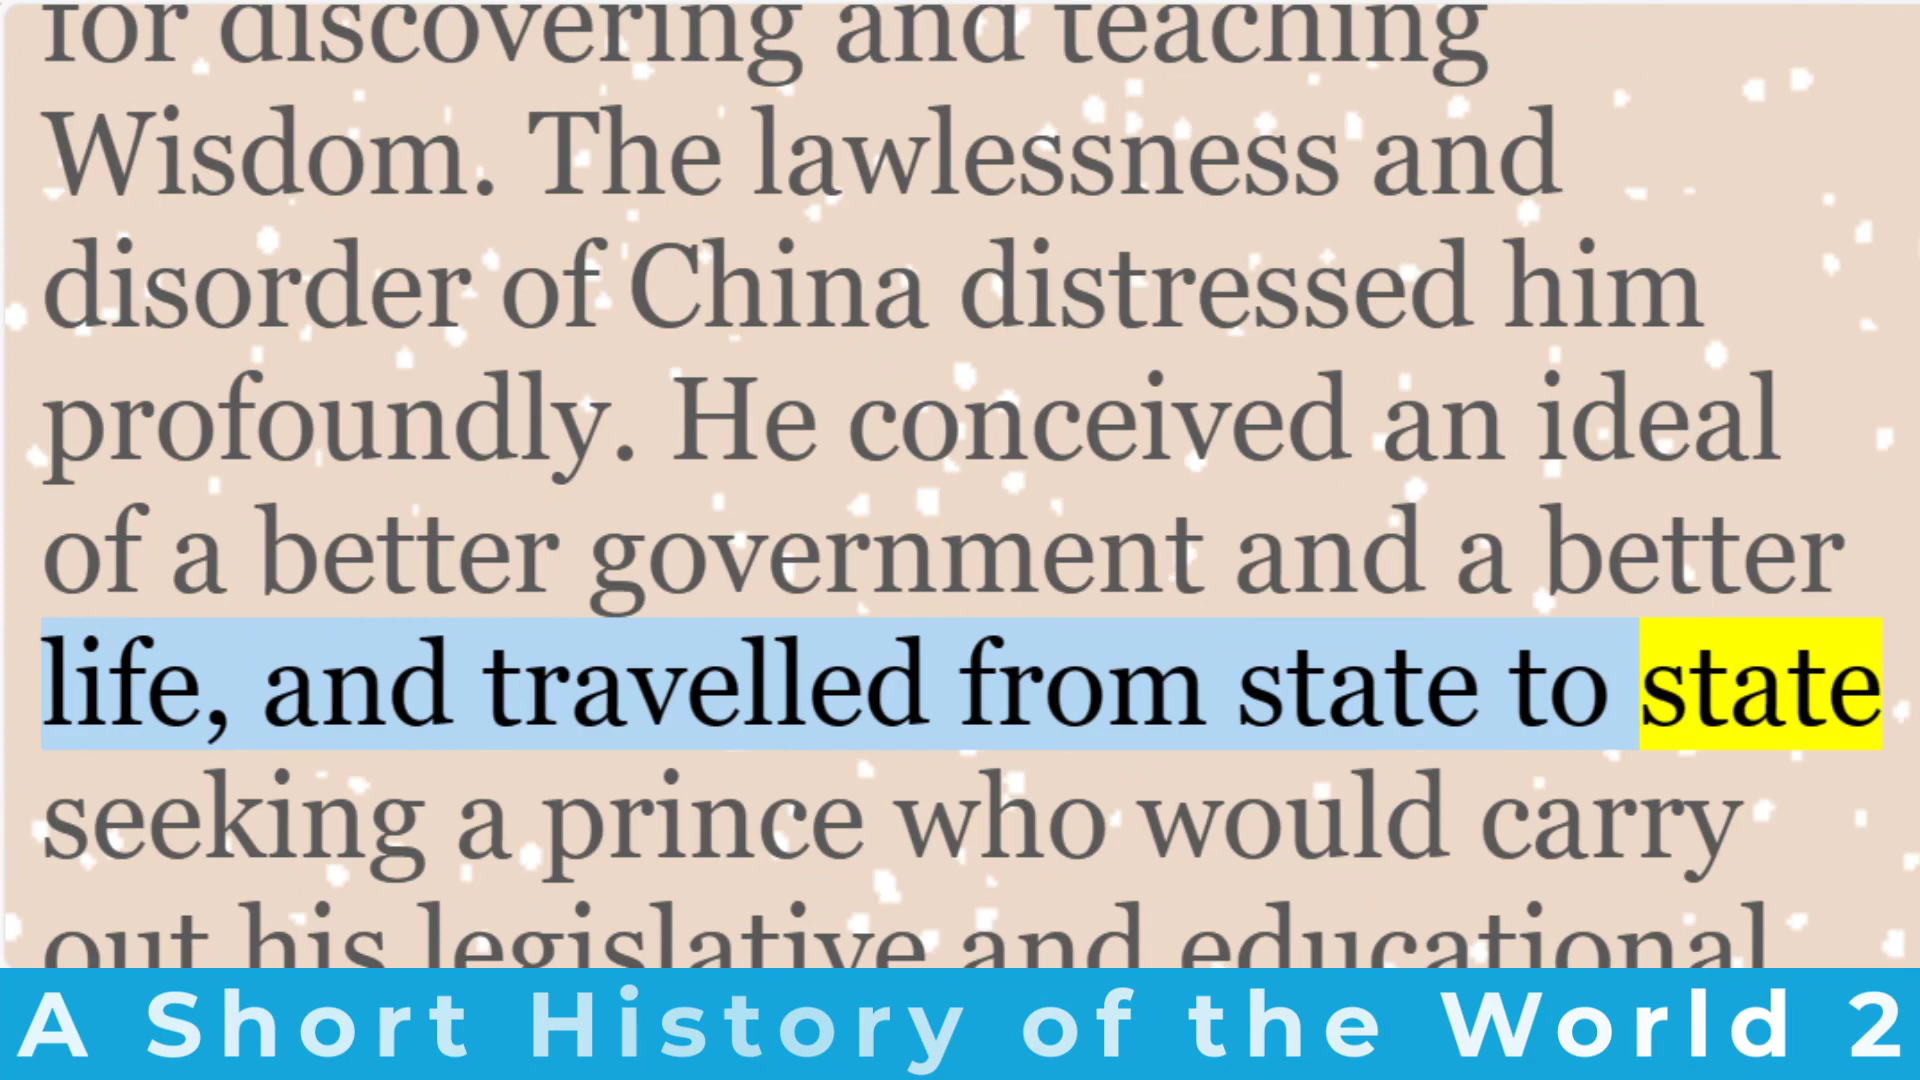 for discovering and teaching
Wisdom. The lawlessness and
disorder of China distressed him
profoundly. He conceived an ideal
of a better government and a better
life, and travelled from state to state
seeking a prince who would carry
out his legislative and educational
A Short History of the World 2